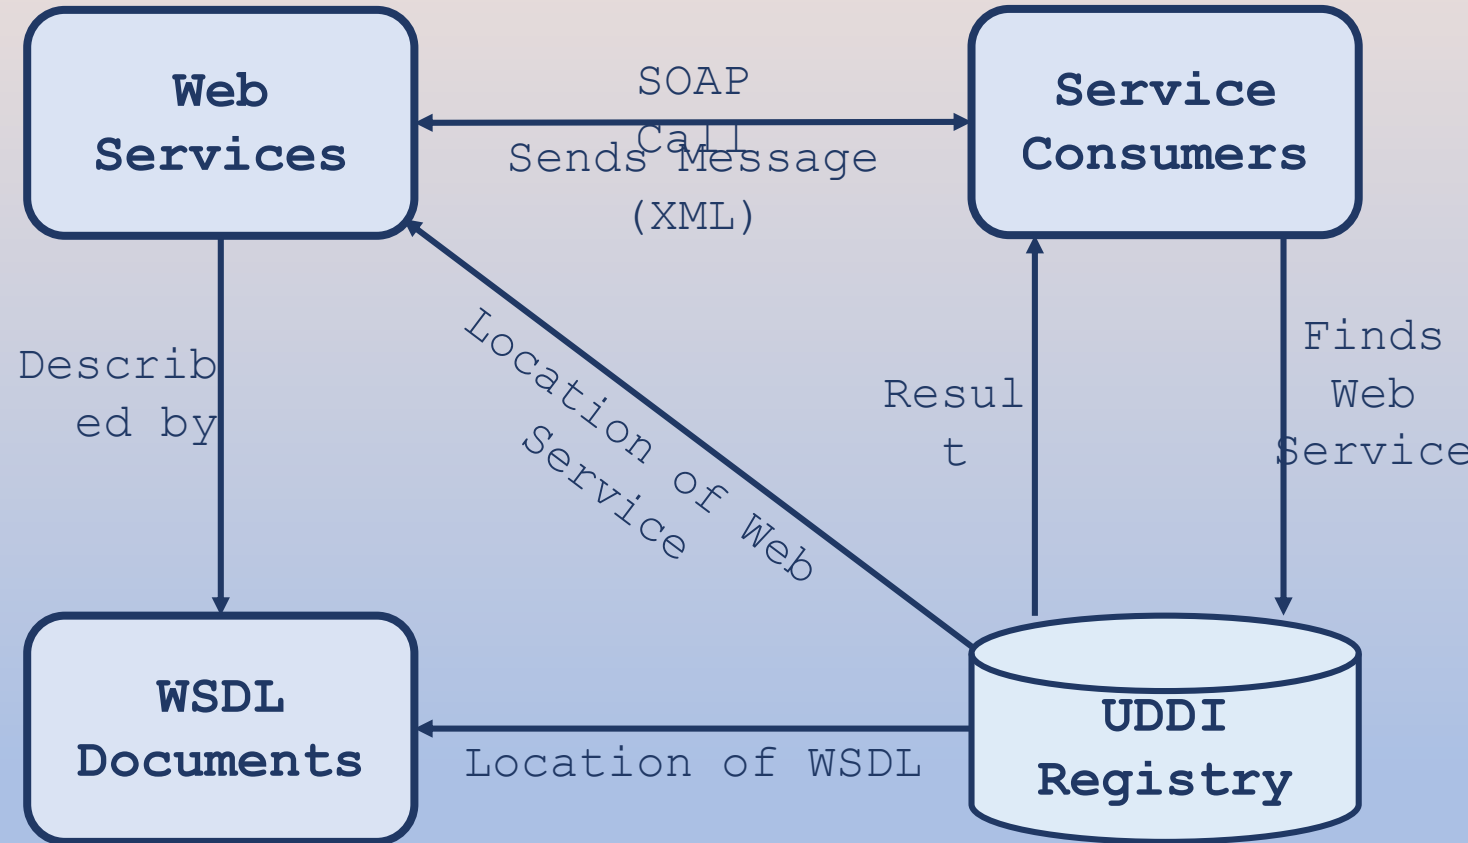 Web
Services
SOAP
Call
Sends Message
(XML)
Service
Consumers
Describ
ed by
Location of Web
Service
Resul
t
Finds
Web
Service
WSDL
Documents
Location of WSDL
UDDI
Registry